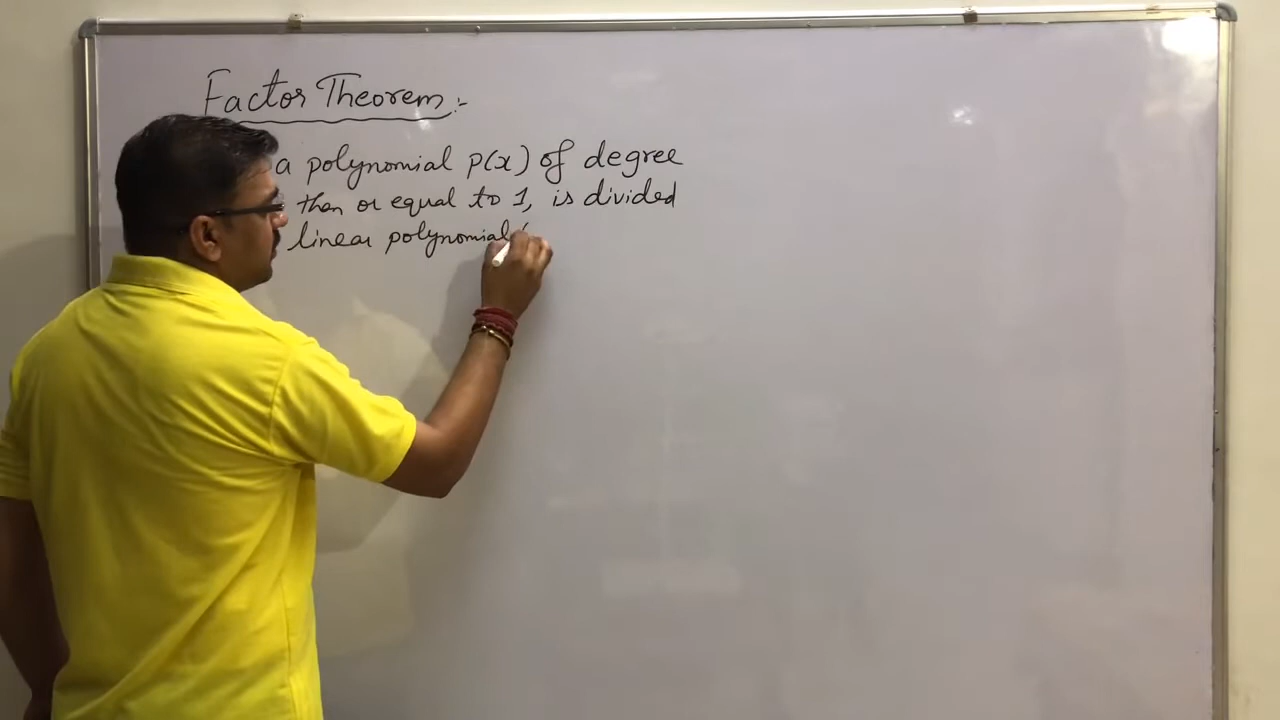 Factor Theorem :-
a polynomial p(x) of degree
than or equal to 1, is divided
linear polynomial (